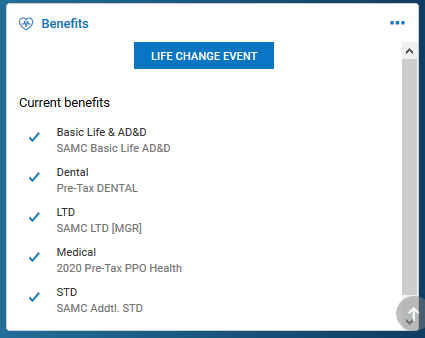 Benefits
LIFE CHANGE EVENT
Current benefits
Basic Life & AD&D
SAMC Basic Life AD&D
Dental
Pre-Tax DENTAL
LTD
SAMC LTD [MGR]
Medical
2020 Pre-Tax PPO Health
STD
SAMC Addtl. STD